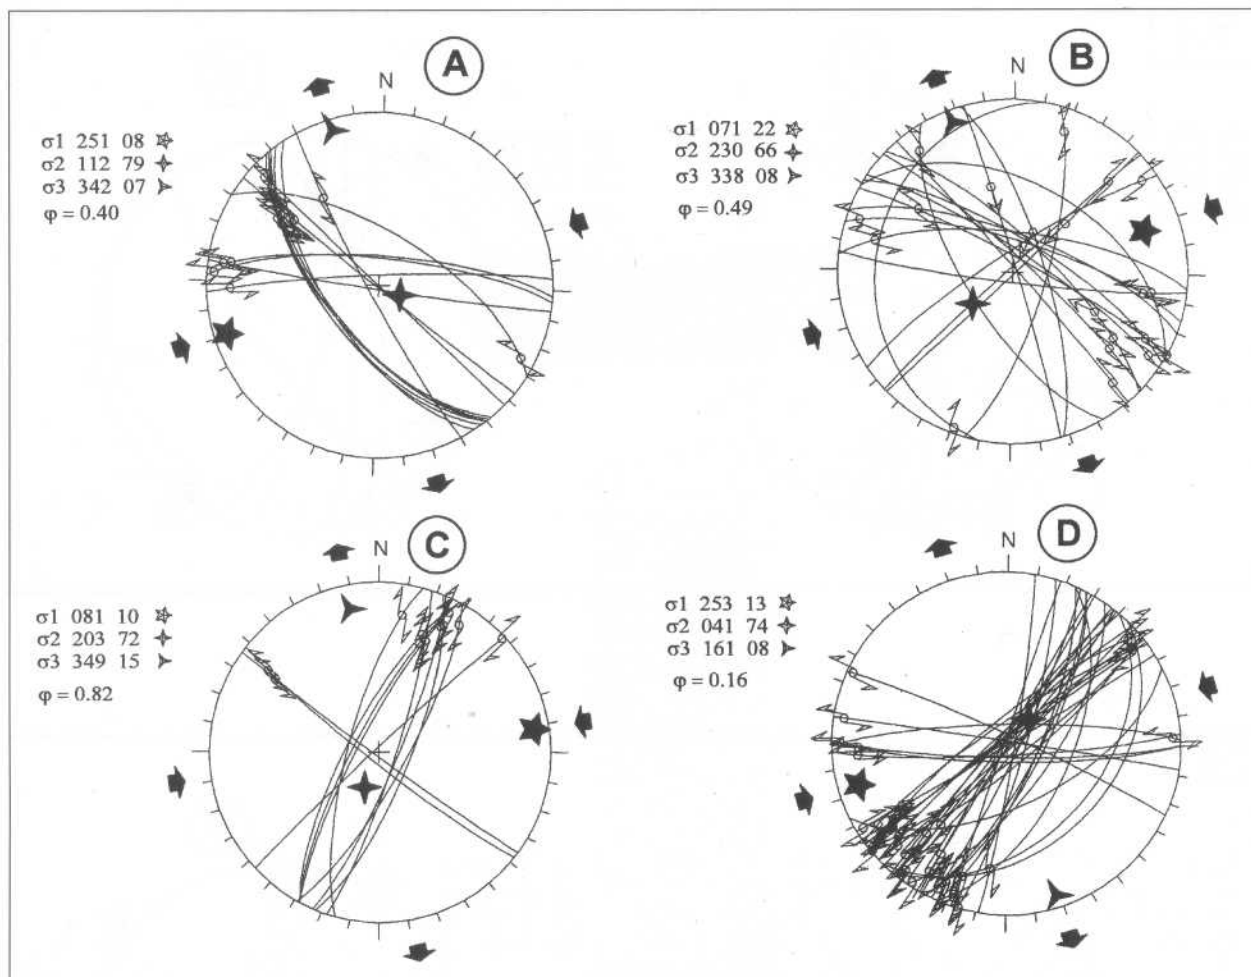 A
N
σ1 251 08
σ2 112 79
σ3 342 07
φ = 0.40
B
N
σ1 071 22
σ2 230 66
σ3 338 08
φ = 0.49
C
N
σ1 081 10
σ2 203 72
σ3 349 15
φ = 0.82
D
N
σ1 253 13
σ2 041 74
σ3 161 08
φ = 0.16